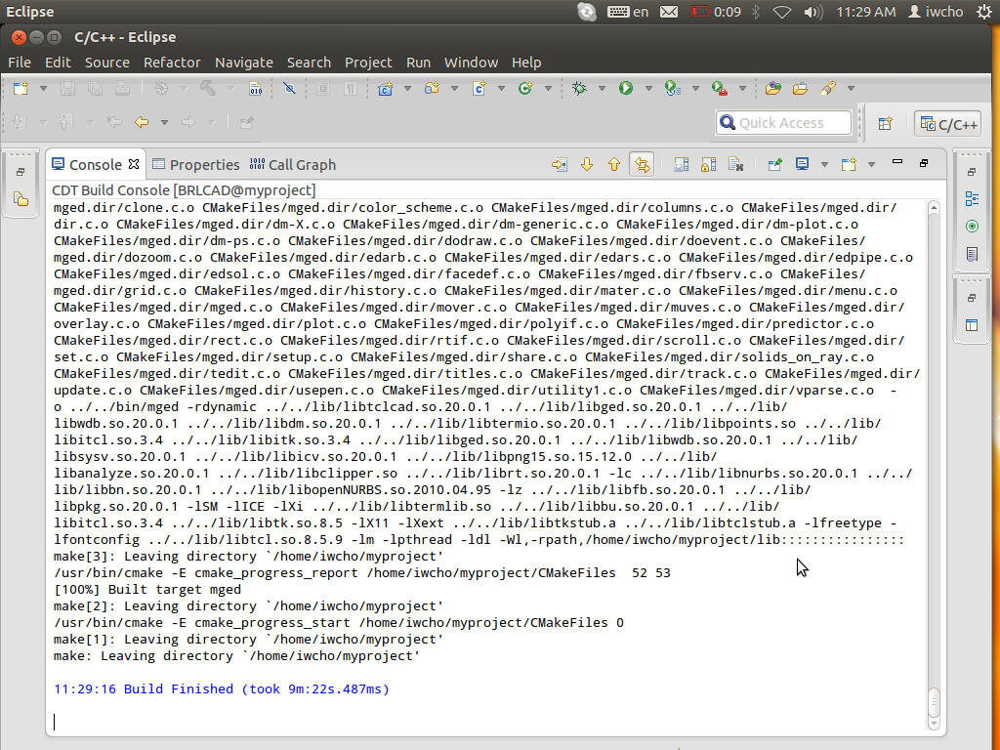 Eclipse
en
0:09
11:29 AM
iwcho
C/C++ - Eclipse
File Edit Source Refactor Navigate Search Project Run Window Help
Quick Access
C/C++
Console
Properties
Call Graph
CDT Build Console [BRLCAD@myproject]
mged.dir/clone.c.o CMakeFiles/mged.dir/color_scheme.c.o CMakeFiles/mged.dir/columns.c.o CMakeFiles/mged.dir/
dir.c.o CMakeFiles/mged.dir/dm-X.c.o CMakeFiles/mged.dir/dm-generic.c.o CMakeFiles/mged.dir/dm-plot.c.o
CMakeFiles/mged.dir/dm-ps.c.o CMakeFiles/mged.dir/dodraw.c.o CMakeFiles/mged.dir/doevent.c.o CMakeFiles/
mged.dir/dozoom.c.o CMakeFiles/mged.dir/edarb.c.o CMakeFiles/mged.dir/edars.c.o CMakeFiles/mged.dir/edpipe.c.o
CMakeFiles/mged.dir/edsol.c.o CMakeFiles/mged.dir/facedef.c.o CMakeFiles/mged.dir/fbserv.c.o CMakeFiles/
mged.dir/grid.c.o CMakeFiles/mged.dir/history.c.o CMakeFiles/mged.dir/mater.c.o CMakeFiles/mged.dir/menu.c.o
CMakeFiles/mged.dir/mged.c.o CMakeFiles/mged.dir/mover.c.o CMakeFiles/mged.dir/muves.c.o CMakeFiles/mged.dir/
overlay.c.o CMakeFiles/mged.dir/plot.c.o CMakeFiles/mged.dir/polyif.c.o CMakeFiles/mged.dir/predictor.c.o
CMakeFiles/mged.dir/rect.c.o CMakeFiles/mged.dir/rtif.c.o CMakeFiles/mged.dir/scroll.c.o CMakeFiles/mged.dir/
set.c.o CMakeFiles/mged.dir/setup.c.o CMakeFiles/mged.dir/share.c.o CMakeFiles/mged.dir/solids_on_ray.c.o
CMakeFiles/mged.dir/tedit.c.o CMakeFiles/mged.dir/titles.c.o CMakeFiles/mged.dir/track.c.o CMakeFiles/mged.dir/
update.c.o CMakeFiles/mged.dir/usepen.c.o CMakeFiles/mged.dir/utility1.c.o CMakeFiles/mged.dir/vparse.c.o  -
o ../../bin/mged -rdynamic ../../lib/libtclcad.so.20.0.1 ../../lib/libged.so.20.0.1 ../../lib/
libwdb.so.20.0.1 ../../lib/libdm.so.20.0.1 ../../lib/libtermio.so.20.0.1 ../../lib/libpoints.so ../../lib/
libitcl.so.3.4 ../../lib/libitk.so.3.4 ../../lib/libged.so.20.0.1 ../../lib/libwdb.so.20.0.1 ../../lib/
libsysv.so.20.0.1 ../../lib/libicv.so.20.0.1 ../../lib/libpng15.so.15.12.0 ../../lib/
libanalyze.so.20.0.1 ../../lib/libclipper.so ../../lib/librt.so.20.0.1 -lc ../../lib/libnurbs.so.20.0.1 ../../
lib/libbn.so.20.0.1 ../../lib/libopenNURBS.so.2010.04.95 -lz ../../lib/libfb.so.20.0.1 ../../lib/
libpkg.so.20.0.1 -lSM -lICE -lXi ../../lib/libtermlib.so ../../lib/libbu.so.20.0.1 ../../lib/
libitcl.so.3.4 ../../lib/libtk.so.8.5 -lX11 -lXext ../../lib/libtkstub.a ../../lib/libtclstub.a -lfreetype -
lfontconfig ../../lib/libtcl.so.8.5.9 -lm -lpthread -ldl -Wl,-rpath,/home/iwcho/myproject/lib::::::::::::::::
make[3]: Leaving directory `/home/iwcho/myproject'
/usr/bin/cmake -E cmake_progress_report /home/iwcho/myproject/CMakeFiles  52 53
[100%] Built target mged
make[2]: Leaving directory `/home/iwcho/myproject'
/usr/bin/cmake -E cmake_progress_start /home/iwcho/myproject/CMakeFiles 0
make[1]: Leaving directory `/home/iwcho/myproject'
make: Leaving directory `/home/iwcho/myproject'
11:29:16 Build Finished (took 9m:22s.487ms)